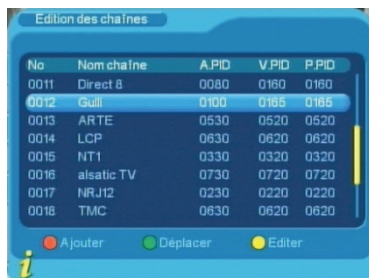 Edition des chaînes
No Nom chaîne A.PID V.PID P.PID
0011 Direct 8 0080 0160 0160
0012 Gulli 0100 0165 0165
0013 ARTE 0530 0520 0520
0014 LCP 0630 0620 0620
0015 NT1 0330 0320 0320
0016 alsatic TV 0730 0720 0720
0017 NRJ12 0230 0220 0220
0018 TMC 0630 0620 0620
Ajouter Déplacer Editer
i